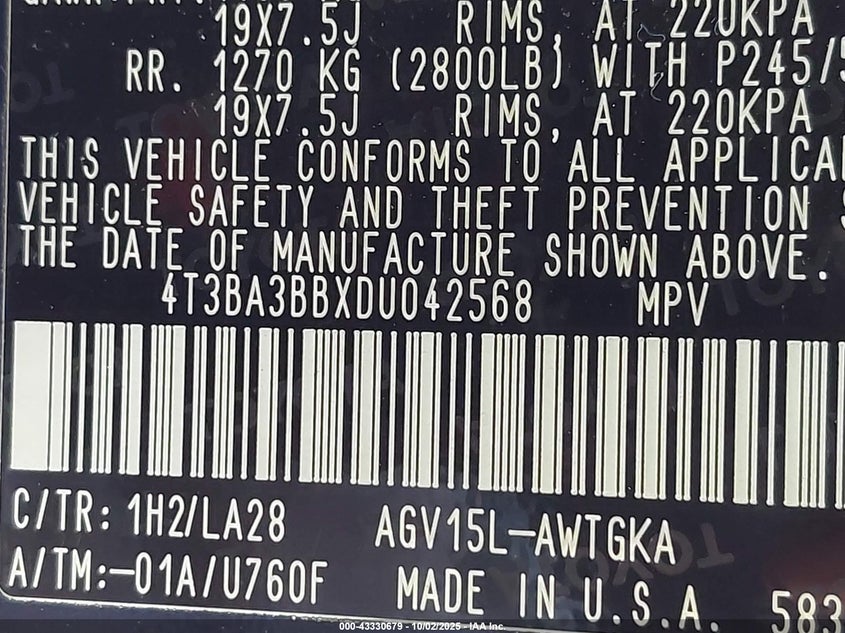 19X7.5J RIMS, AT 220KPA
RR. 1270 KG (2800LB) WITH P245/5
19X7.5J RIMS, AT 220KPA
THIS VEHICLE CONFORMS TO ALL APPLICA
VEHICLE SAFETY AND THEFT PREVENTION S
THE DATE OF MANUFACTURE SHOWN ABOVE.
4T3BA3BBXDU042568 MPV
C/TR: 1H2/LA28 AGV15L-AWTGKA
A/TM:-01A/U760F MADE IN U.S.A. 583
000-43330679 - 10/02/2025 - IAA Inc.